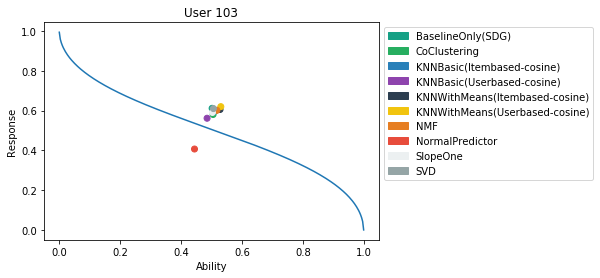 User 103
1.0
0.8
0.6
0.4
0.2
0.0
Response
0.0 0.2 0.4 0.6 0.8 1.0
Ability
BaselineOnly(SDG)
CoClustering
KNNBasic(Itembased-cosine)
KNNBasic(Userbased-cosine)
KNNWithMeans(Itembased-cosine)
KNNWithMeans(Userbased-cosine)
NMF
NormalPredictor
SlopeOne
SVD